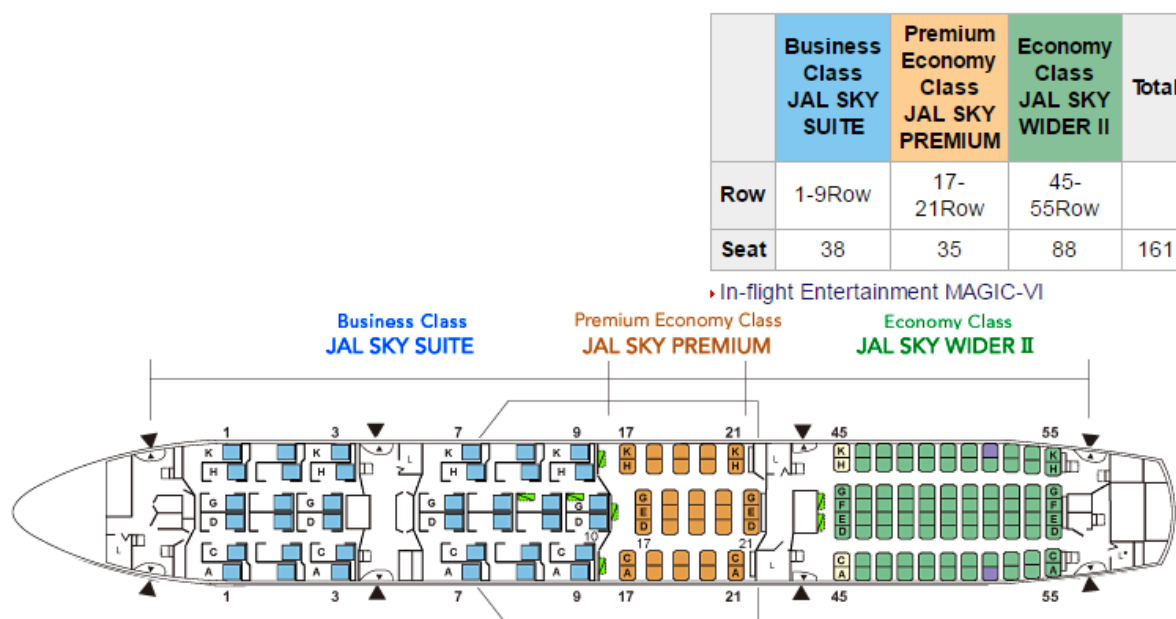 Business
Class
JAL SKY
SUITE
Premium
Economy
Class
JAL SKY
PREMIUM
Economy
Class
JAL SKY
WIDER II
Total
Row
1-9Row
17-
21Row
45-
55Row
Seat
38
35
88
161
In-flight Entertainment MAGIC-VI
Business Class
JAL SKY SUITE
Premium Economy Class
JAL SKY PREMIUM
Economy Class
JAL SKY WIDER II
1 3 7 9 17 21 45 55
K K K K K K K K
H H H H H H H H
L L L
G G G G G G G
E E F F
D D D D D D E E
D D
10 17 21
C C C C C C C C
A A A A A A A A
L L
1 3 7 9 17 21 45 55